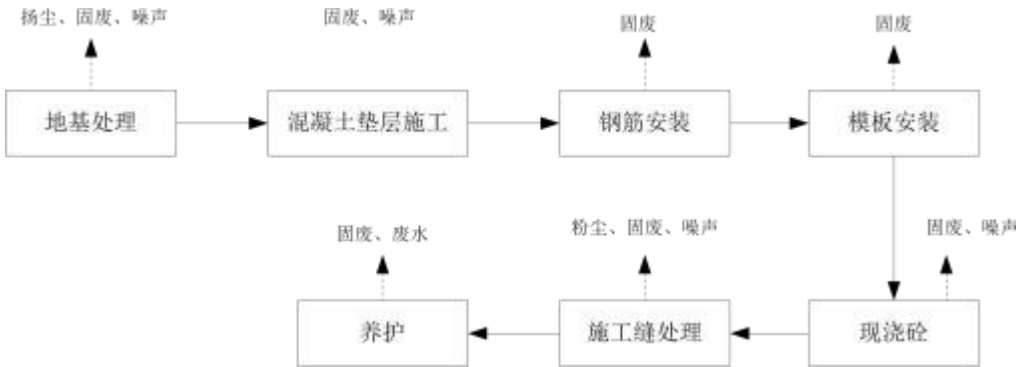 扬尘、固废、噪声
固废、噪声
固废
固废
地基处理
混凝土垫层施工
钢筋安装
模板安装
固废、废水
粉尘、固废、噪声
固废、噪声
养护
施工缝处理
现浇砼